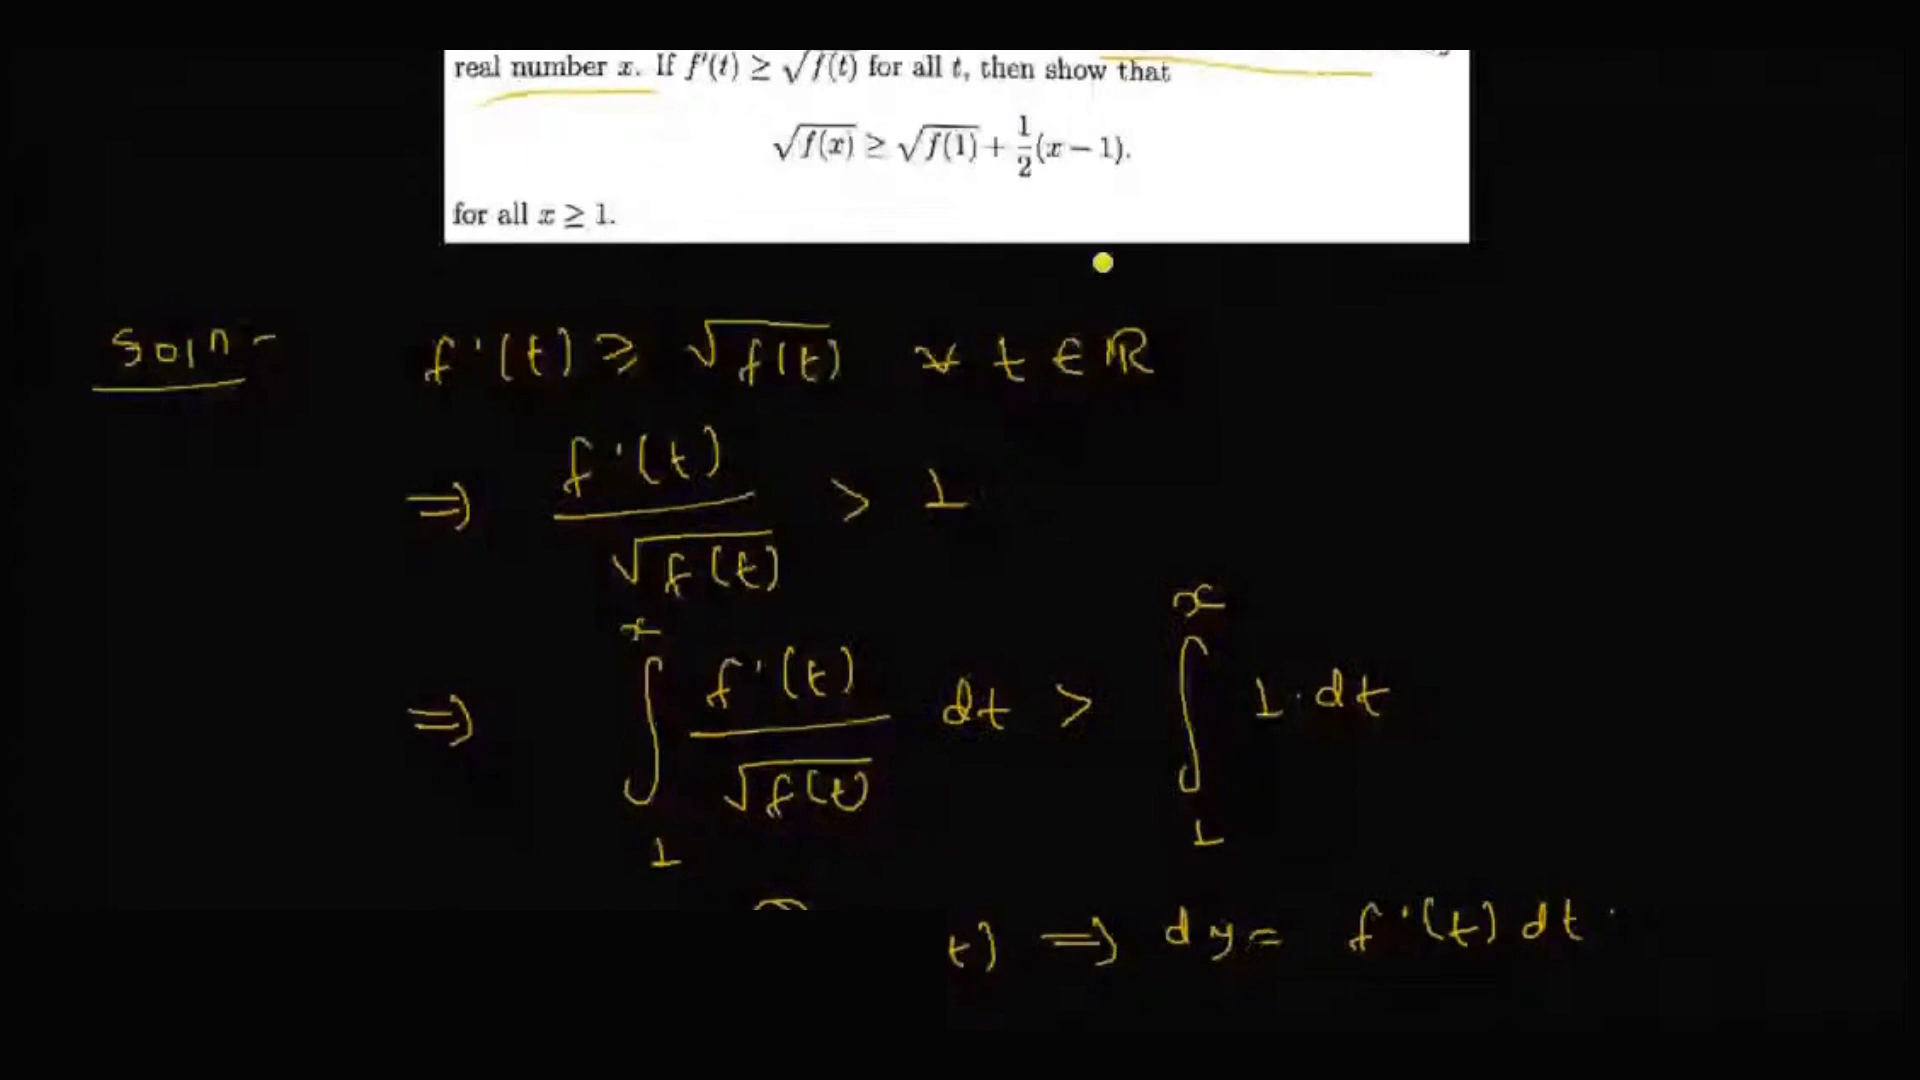 real number x. If f'(t) ≥ √f(t) for all t, then show that
√f(x) ≥ √f(1) + 1/2 (x − 1).
for all x ≥ 1.
Soln - f'(t) ≥ √f(t) ∀ t ∈ ℝ
⇒ f'(t)/√f(t) > 1
⇒ ∫₁ˣ f'(t)/√f(t) dt > ∫₁ˣ 1·dt
t) ⇒ dy = f'(t) dt